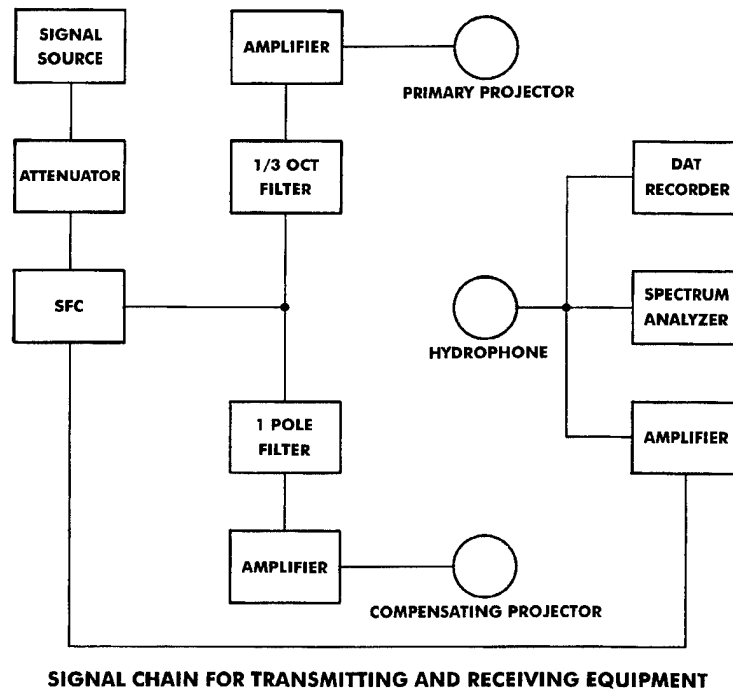 SIGNAL
SOURCE
AMPLIFIER
PRIMARY PROJECTOR
ATTENUATOR
1/3 OCT
FILTER
DAT
RECORDER
SFC
HYDROPHONE
SPECTRUM
ANALYZER
1 POLE
FILTER
AMPLIFIER
AMPLIFIER
COMPENSATING PROJECTOR
SIGNAL CHAIN FOR TRANSMITTING AND RECEIVING EQUIPMENT